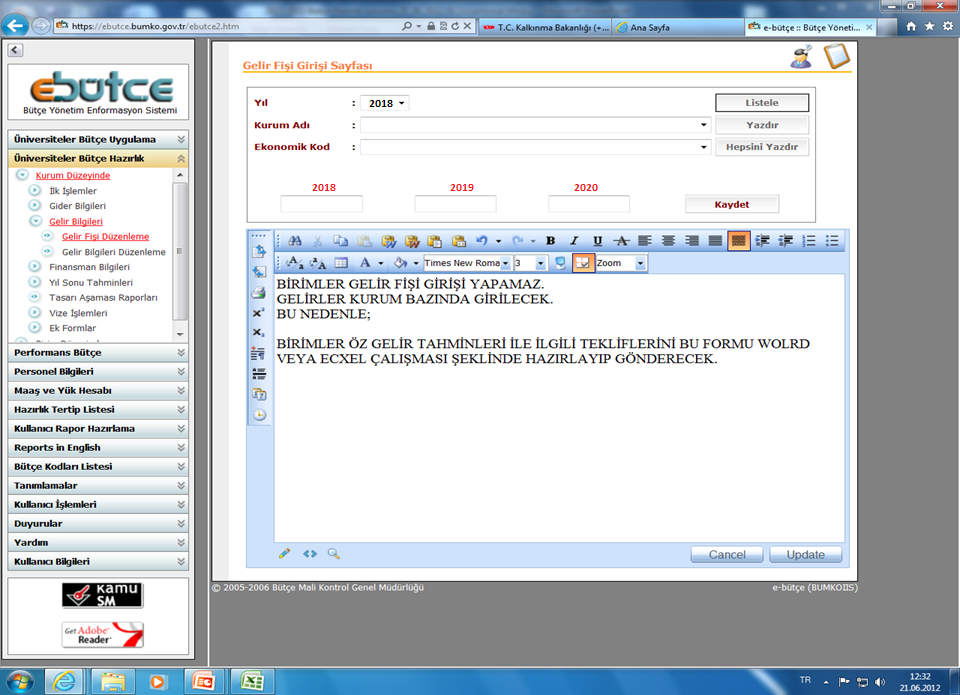 https://ebutce.bumko.gov.tr/ebutce2.htm
T.C. Kalkınma Bakanlığı (+...
Ana Sayfa
e-bütçe :: Bütçe Yöneti...
ebütce
Bütçe Yönetim Enformasyon Sistemi
Üniversiteler Bütçe Uygulama
Üniversiteler Bütçe Hazırlık
Kurum Düzeyinde
İlk İşlemler
Gider Bilgileri
Gelir Bilgileri
Gelir Fişi Düzenleme
Gelir Bilgileri Düzenleme
Finansman Bilgileri
Yıl Sonu Tahminleri
Tasarı Aşaması Raporları
Vize İşlemleri
Ek Formlar
Performans Bütçe
Personel Bilgileri
Maaş ve Yük Hesabı
Hazırlık Tertip Listesi
Kullanıcı Rapor Hazırlama
Reports in English
Bütçe Kodları Listesi
Tanımlamalar
Kullanıcı İşlemleri
Duyurular
Yardım
Kullanıcı Bilgileri
kamu
SM
Get Adobe
Reader
Gelir Fişi Girişi Sayfası
Yıl : 2018 Listele
Kurum Adı : Yazdır
Ekonomik Kod : Hepsini Yazdır
2018 2019 2020
Kaydet
B I U A
A A Times New Roma 3 Zoom
BİRİMLER GELİR FİŞİ GİRİŞİ YAPAMAZ.
GELİRLER KURUM BAZINDA GİRİLECEK.
BU NEDENLE;
BİRİMLER ÖZ GELİR TAHMİNLERİ İLE İLGİLİ TEKLİFLERİNİ BU FORMU WOLRD
VEYA ECXEL ÇALIŞMASI ŞEKLİNDE HAZIRLAYIP GÖNDERECEK.
Cancel Update
© 2005-2006 Bütçe Mali Kontrol Genel Müdürlüğü
e-bütçe (BUMKOIIS)
TR
12:32
21.06.2012